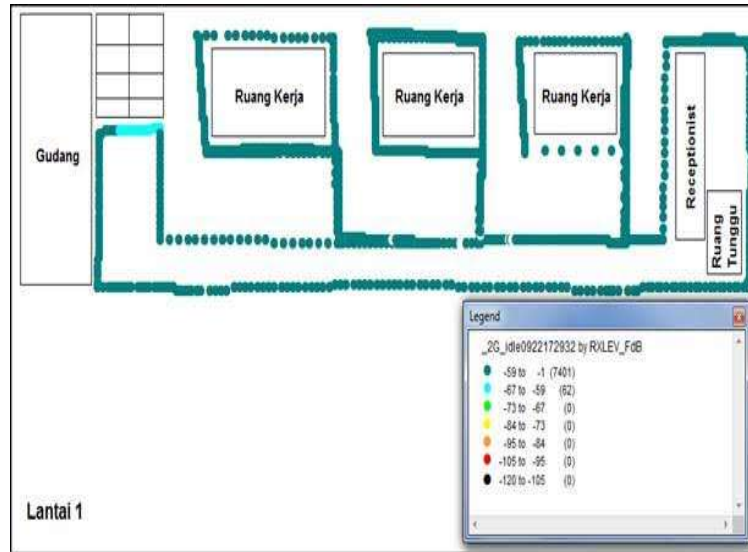 Gudang
Ruang Kerja
Ruang Kerja
Ruang Kerja
Receptionist
Ruang
Tunggu
Legend
_2G_idle0922172932 by RXLEV_FdB
-59 to -1 (7401)
-67 to -59 (62)
-73 to -67 (0)
-84 to -73 (0)
-95 to -84 (0)
-105 to -95 (0)
-120 to -105 (0)
Lantai 1